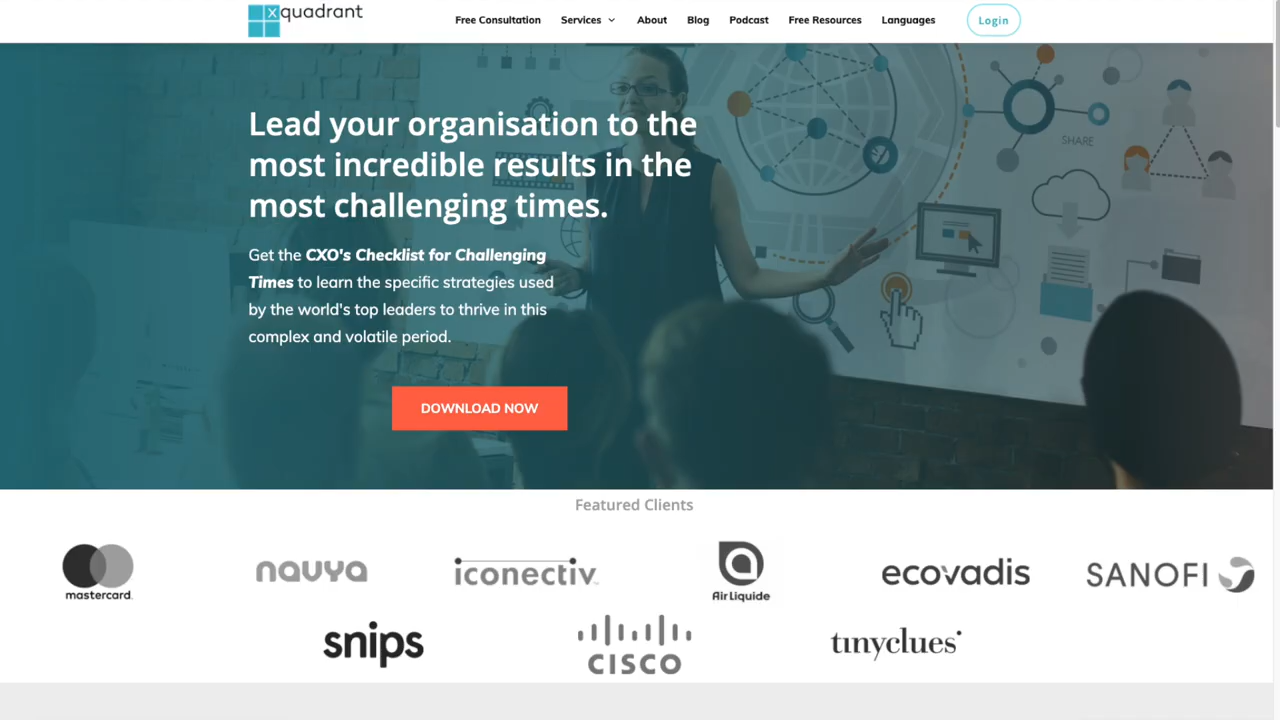 xquadrant
Free Consultation
Services
About
Blog
Podcast
Free Resources
Languages
Login
Lead your organisation to the
most incredible results in the
most challenging times.
SHARE
Get the CXO's Checklist for Challenging
Times to learn the specific strategies used
by the world's top leaders to thrive in this
complex and volatile period.
DOWNLOAD NOW
Featured Clients
mastercard.
navya
iconectiv
Air Liquide
ecovadis
SANOFI
snips
CISCO
tinyclues